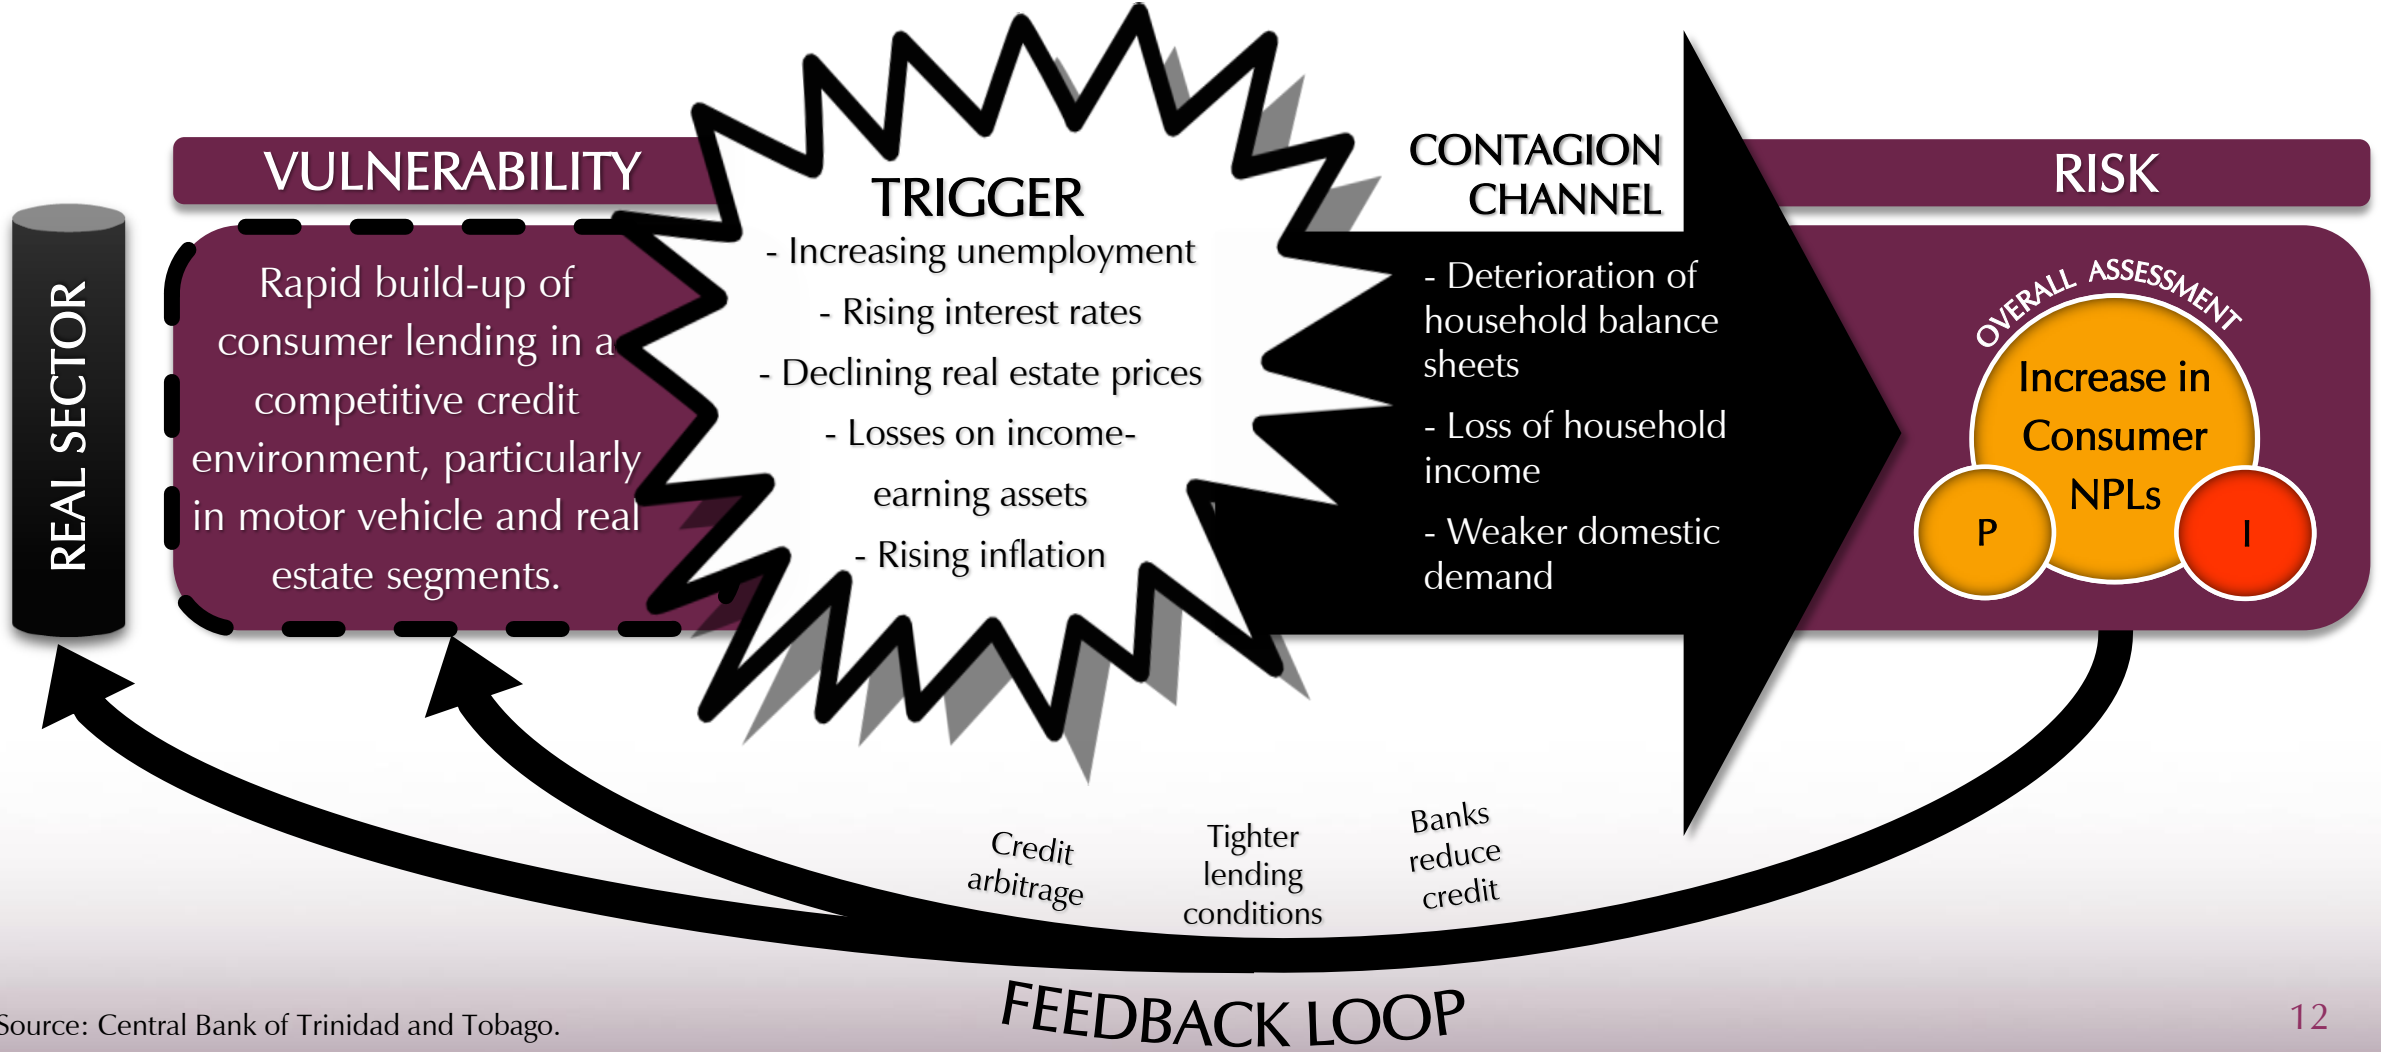 REAL SECTOR
VULNERABILITY
Rapid build-up of
consumer lending in a
competitive credit
environment, particularly
in motor vehicle and real
estate segments.
TRIGGER
- Increasing unemployment
- Rising interest rates
- Declining real estate prices
- Losses on income-
earning assets
- Rising inflation
CONTAGION
CHANNEL
- Deterioration of
household balance
sheets
- Loss of household
income
- Weaker domestic
demand
RISK
OVERALL ASSESSMENT
Increase in
Consumer
NPLs
P
I
Credit
arbitrage
Tighter
lending
conditions
Banks
reduce
credit
FEEDBACK LOOP
Source: Central Bank of Trinidad and Tobago.
12